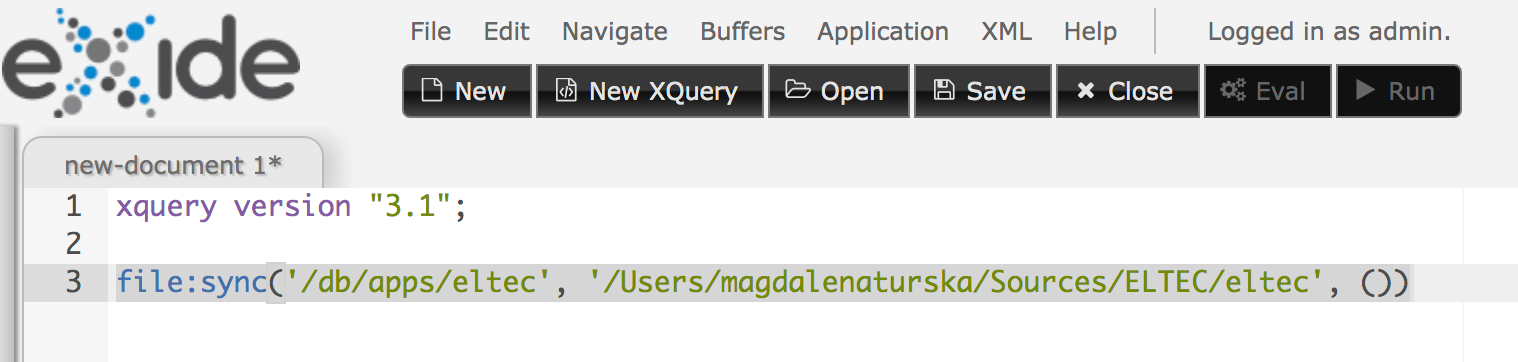 eXide
File Edit Navigate Buffers Application XML Help Logged in as admin.
New New XQuery Open Save Close Eval Run
new-document 1*
1 xquery version "3.1";
2
3 file:sync('/db/apps/eltec', '/Users/magdalenaturska/Sources/ELTEC/eltec', ())